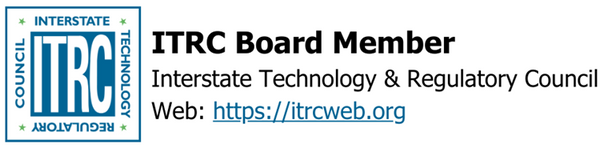 INTERSTATE
TECHNOLOGY
REGULATORY
COUNCIL
ITRC
ITRC Board Member
Interstate Technology & Regulatory Council
Web: https://itrcweb.org